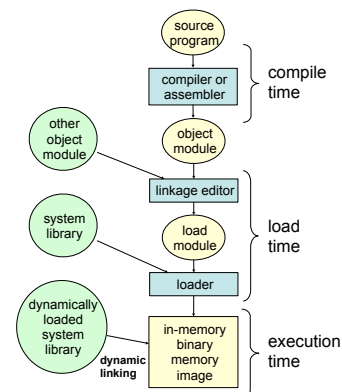 source
program
compiler or
assembler
compile
time
other
object
module
object
module
linkage editor
system
library
load
module
load
time
loader
dynamically
loaded
system
library
dynamic
linking
in-memory
binary
memory
image
execution
time